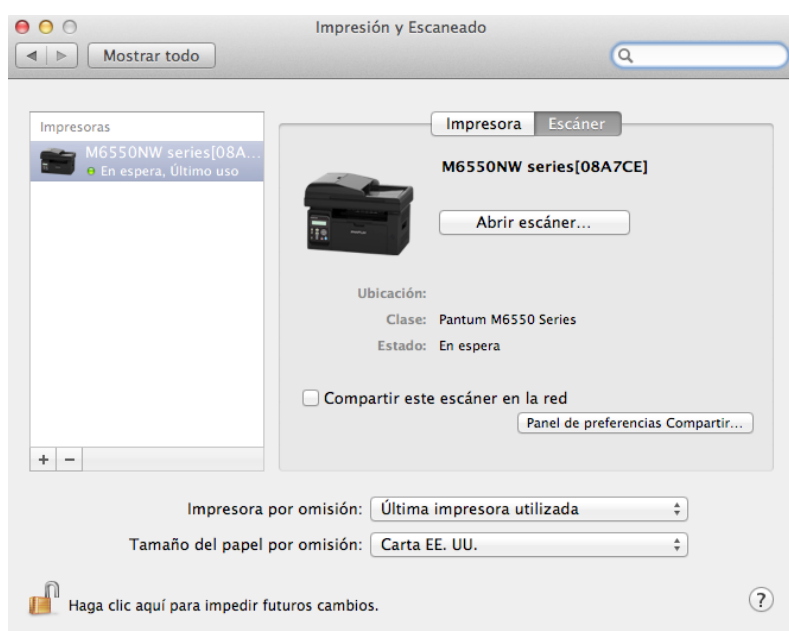 Impresión y Escaneado
Mostrar todo
Impresoras
M6550NW series[08A...
En espera, Último uso
Impresora
Escáner
M6550NW series[08A7CE]
Abrir escáner...
Ubicación:
Clase: Pantum M6550 Series
Estado: En espera
Compartir este escáner en la red
Panel de preferencias Compartir...
+ −
Impresora por omisión: Última impresora utilizada
Tamaño del papel por omisión: Carta EE. UU.
Haga clic aquí para impedir futuros cambios.
?